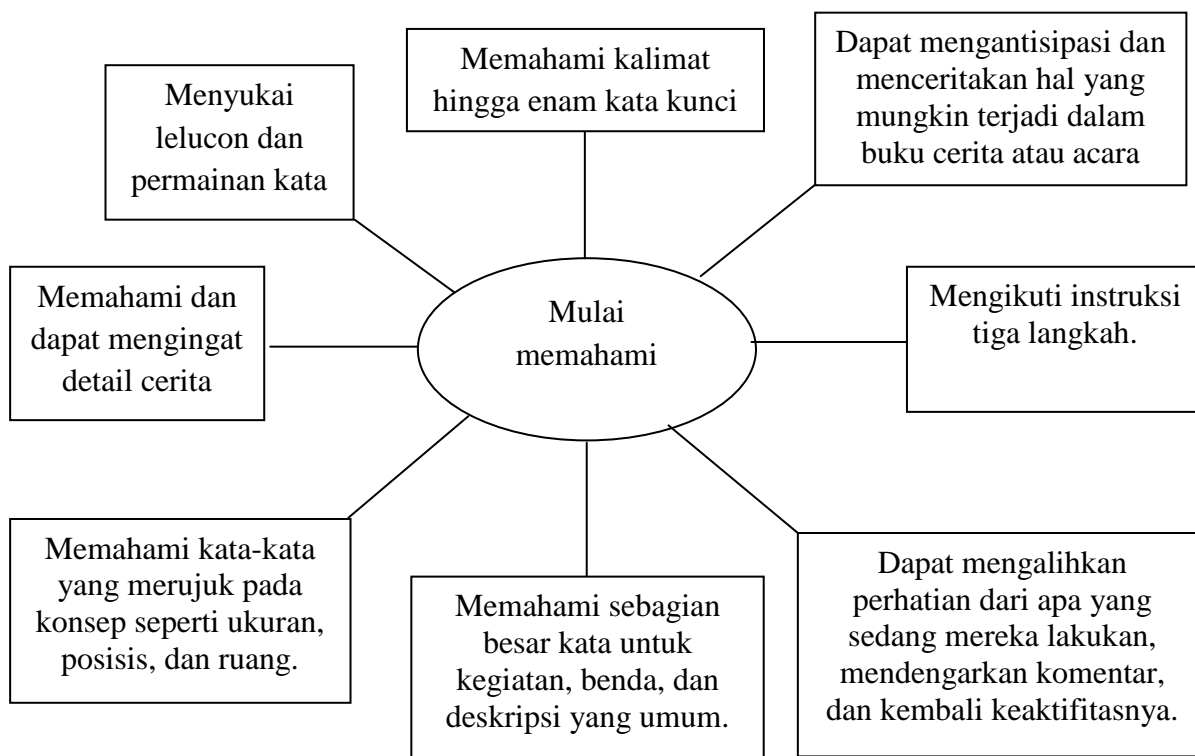 Menyukai
lelucon dan
permainan kata
Memahami kalimat
hingga enam kata kunci
Dapat mengantisipasi dan
menceritakan hal yang
mungkin terjadi dalam
buku cerita atau acara
Memahami dan
dapat mengingat
detail cerita
Mulai
memahami
Mengikuti instruksi
tiga langkah.
Memahami kata-kata
yang merujuk pada
konsep seperti ukuran,
posisis, dan ruang.
Memahami sebagian
besar kata untuk
kegiatan, benda, dan
deskripsi yang umum.
Dapat mengalihkan
perhatian dari apa yang
sedang mereka lakukan,
mendengarkan komentar,
dan kembali keaktifitasnya.